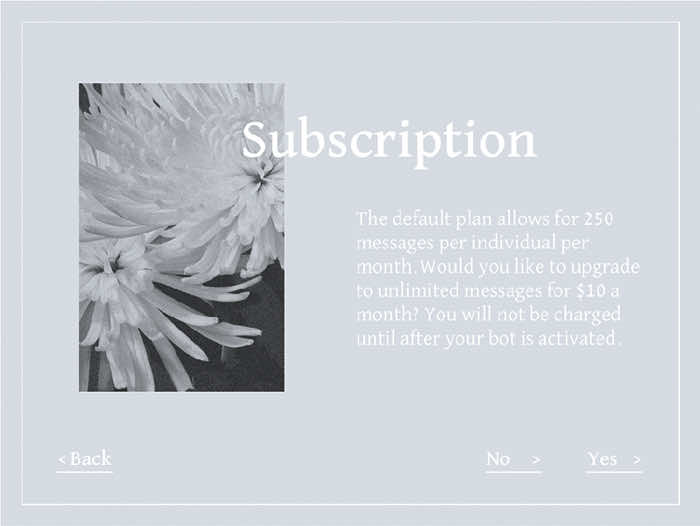 Subscription
The default plan allows for 250
messages per individual per
month. Would you like to upgrade
to unlimited messages for $10 a
month? You will not be charged
until after your bot is activated.
< Back
No >
Yes >